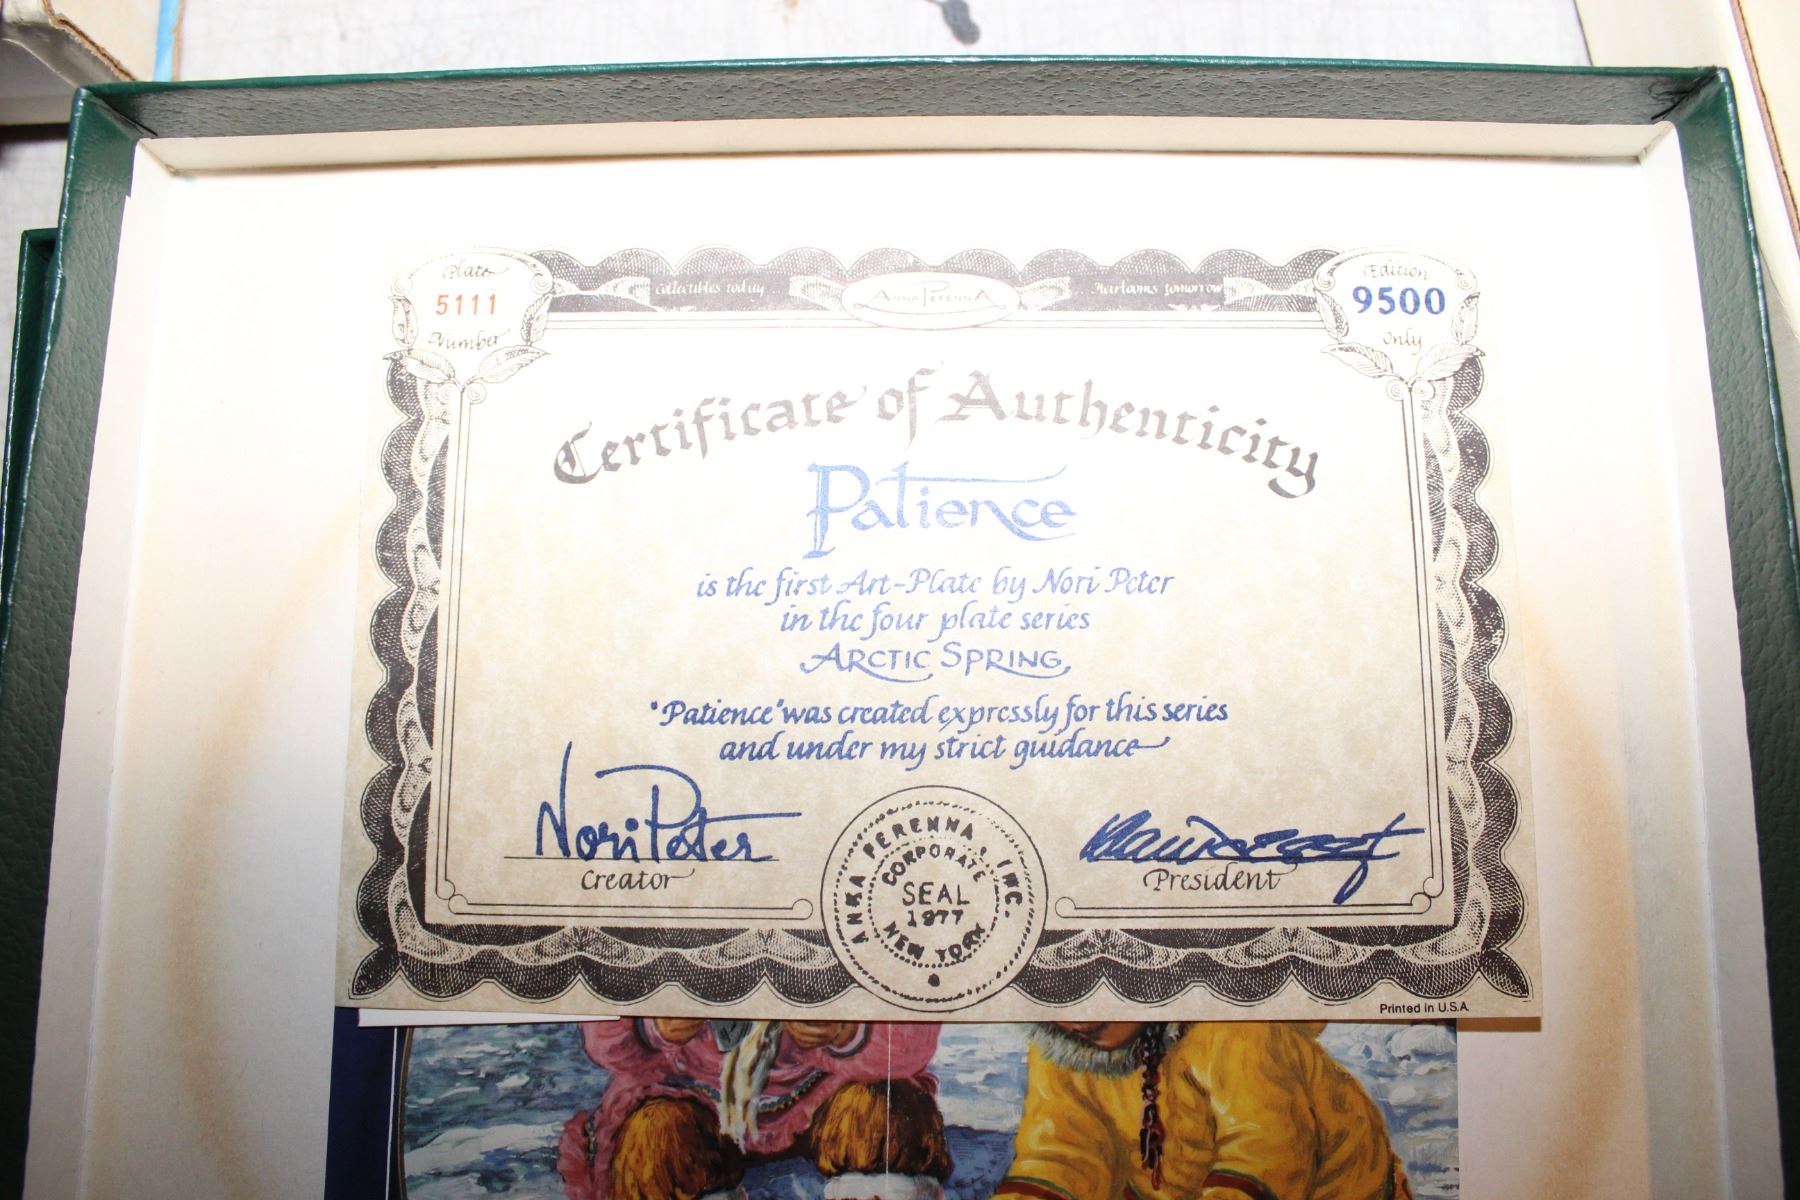 Plate
5111
Number
Collectibles today
Anna Perenna
Heirlooms tomorrow
Edition
9500
Only
Certificate of Authenticity
Patience
is the first Art-Plate by Nori Peter
in the four plate series
ARCTIC SPRING,
"Patience" was created expressly for this series
and under my strict guidance
Nori Peter
Creator
President
ANNA PERENNA, INC.
CORPORATE
SEAL
1977
NEW YORK
Printed in U.S.A.